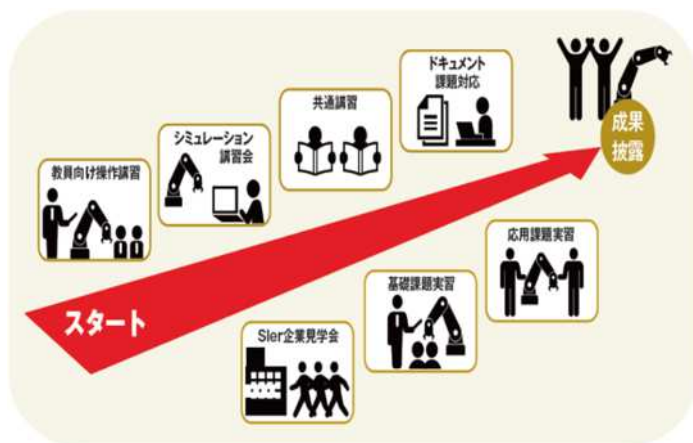 ドキュメント
課題対応
共通講習
シミュレーション
講習会
教員向け操作講習
成果
披露
応用課題実習
基礎課題実習
SIer企業見学会
スタート